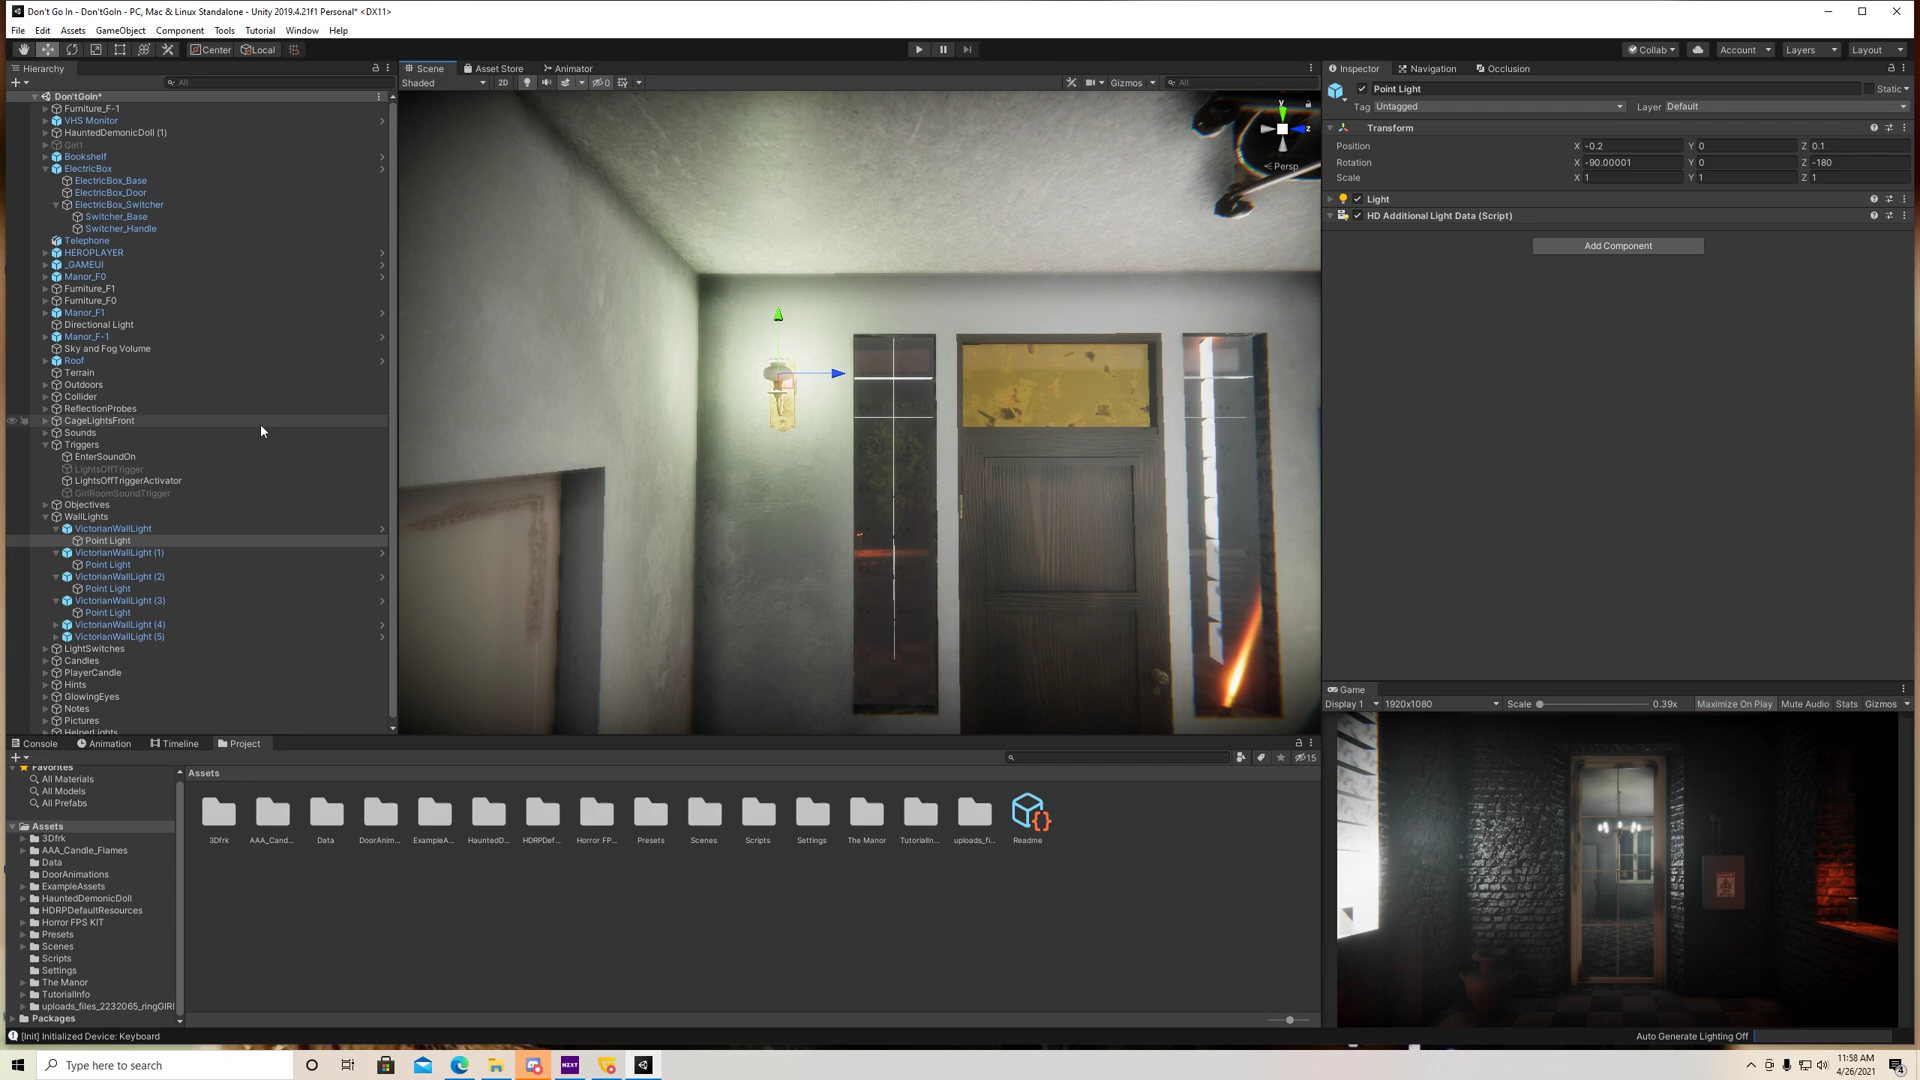 Don't Go In - Don'tGoIn - PC, Mac & Linux Standalone - Unity 2019.4.21f1 Personal* <DX11>
File Edit Assets GameObject Component Tools Tutorial Window Help
Center Local Collab Account Layers Layout
Hierarchy
All
Don'tGoIn*
Furniture_F-1
VHS Monitor
HauntedDemonicDoll (1)
Girl1
Bookshelf
ElectricBox
ElectricBox_Base
ElectricBox_Door
ElectricBox_Switcher
Switcher_Base
Switcher_Handle
Telephone
HEROPLAYER
_GAMEUI
Manor_F0
Furniture_F1
Furniture_F0
Manor_F1
Directional Light
Manor_F-1
Sky and Fog Volume
Roof
Terrain
Outdoors
Collider
ReflectionProbes
CageLightsFront
Sounds
Triggers
EnterSoundOn
LightsOffTrigger
LightsOffTriggerActivator
GirlRoomSoundTrigger
Objectives
WallLights
VictorianWallLight
Point Light
VictorianWallLight (1)
Point Light
VictorianWallLight (2)
Point Light
VictorianWallLight (3)
Point Light
VictorianWallLight (4)
VictorianWallLight (5)
LightSwitches
Candles
PlayerCandle
Hints
GlowingEyes
Notes
Pictures
HelperLights
Scene Asset Store Animator
Shaded 2D 0 Gizmos All
y
z
Persp
Inspector Navigation Occlusion
Point Light Static
Tag Untagged Layer Default
Transform
Position X -0.2 Y 0 Z 0.1
Rotation X -90.00001 Y 0 Z -180
Scale X 1 Y 1 Z 1
Light
HD Additional Light Data (Script)
Add Component
Game
Display 1 1920x1080 Scale 0.39x Maximize On Play Mute Audio Stats Gizmos
Console Animation Timeline Project
15
Favorites
All Materials
All Models
All Prefabs
Assets
3Dfrk
AAA_Candle_Flames
Data
DoorAnimations
ExampleAssets
HauntedDemonicDoll
HDRPDefaultResources
Horror FPS KIT
Presets
Scenes
Scripts
Settings
The Manor
TutorialInfo
uploads_files_2232065_ringGIRl
Packages
Assets
3Dfrk AAA_Cand... Data DoorAnim... ExampleA... HauntedD... HDRPDef... Horror FP... Presets Scenes Scripts Settings The Manor TutorialIn... uploads_fi... Readme
[Init] Initialized Device: Keyboard
Auto Generate Lighting Off
Type here to search
11:58 AM
4/26/2021
4